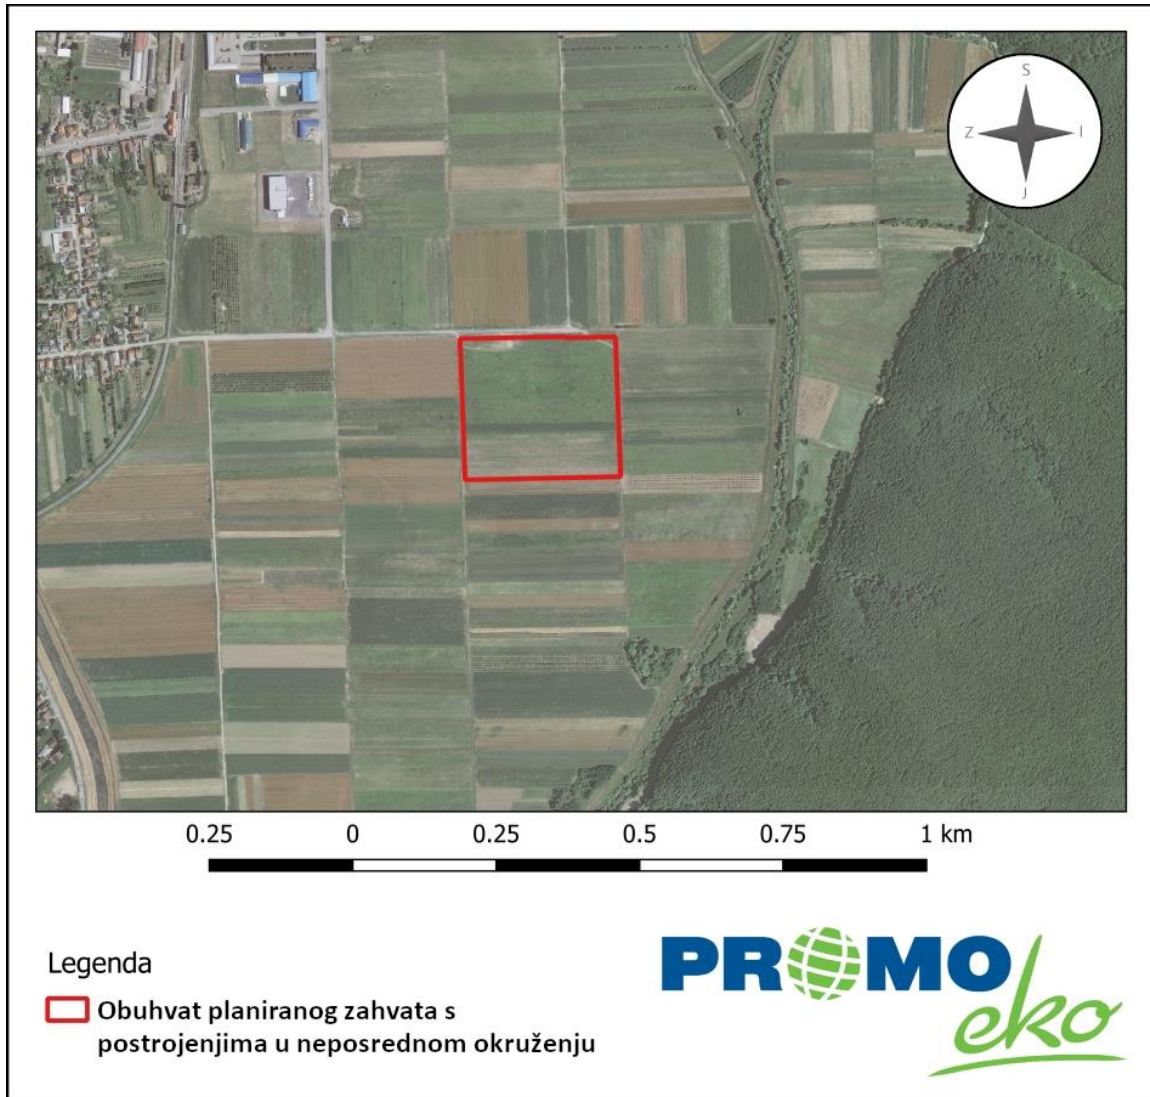 S
Z I
J
0.25 0 0.25 0.5 0.75 1 km
Legenda
Obuhvat planiranog zahvata s
postrojenjima u neposrednom okruženju
PROMO
eko